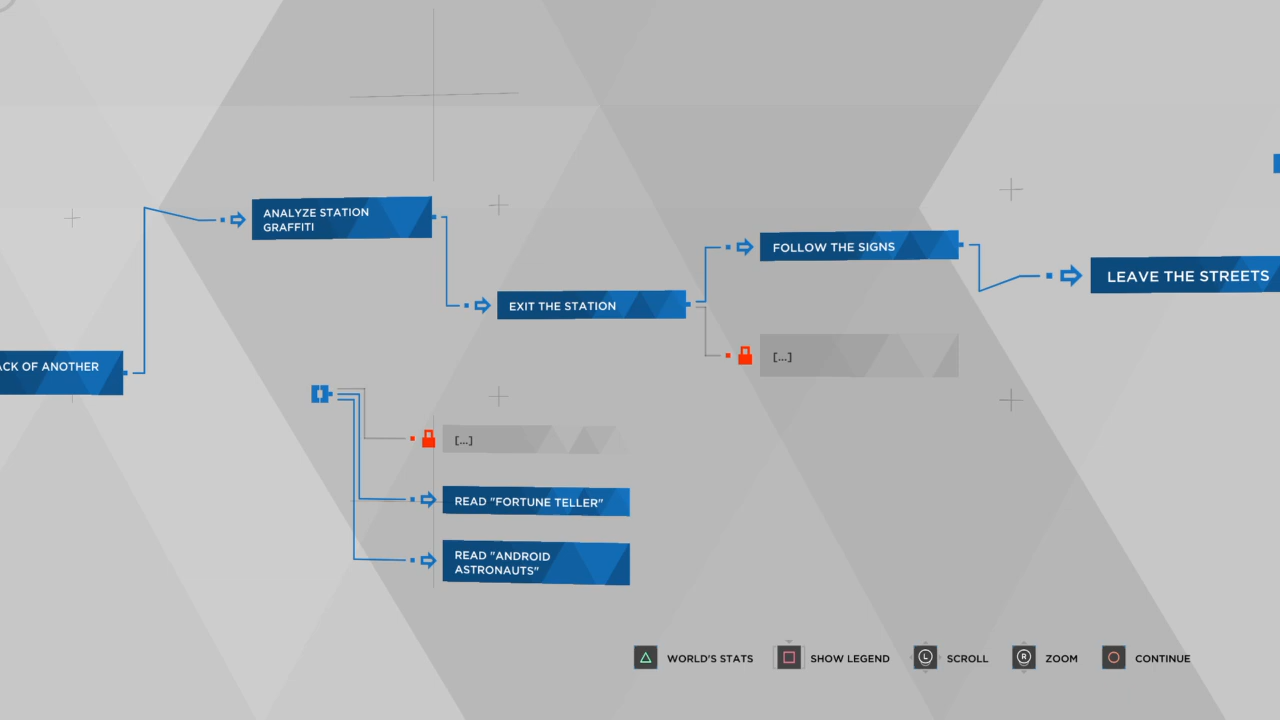 ANALYZE STATION
GRAFFITI
FOLLOW THE SIGNS
LEAVE THE STREETS
EXIT THE STATION
[...]
ACK OF ANOTHER
[...]
READ "FORTUNE TELLER"
READ "ANDROID
ASTRONAUTS"
WORLD'S STATS
SHOW LEGEND
L
SCROLL
R
ZOOM
CONTINUE